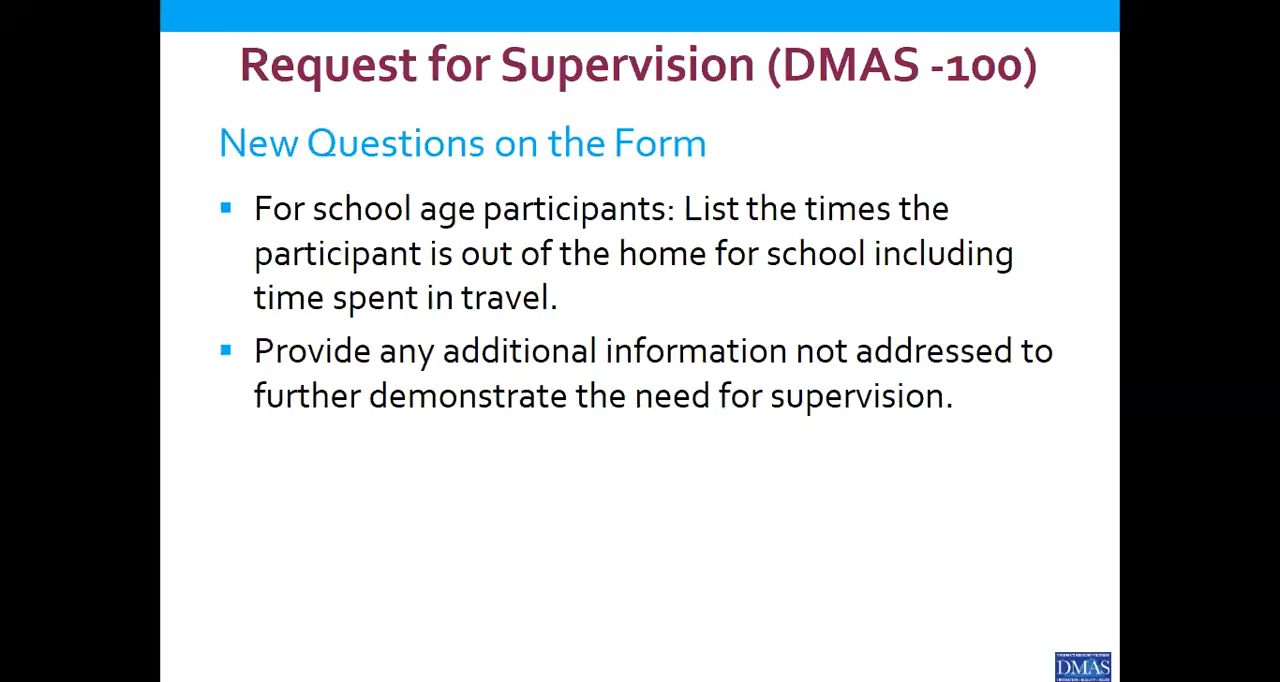 Request for Supervision (DMAS -100)
New Questions on the Form
▪ For school age participants: List the times the
participant is out of the home for school including
time spent in travel.
▪ Provide any additional information not addressed to
further demonstrate the need for supervision.
DMAS